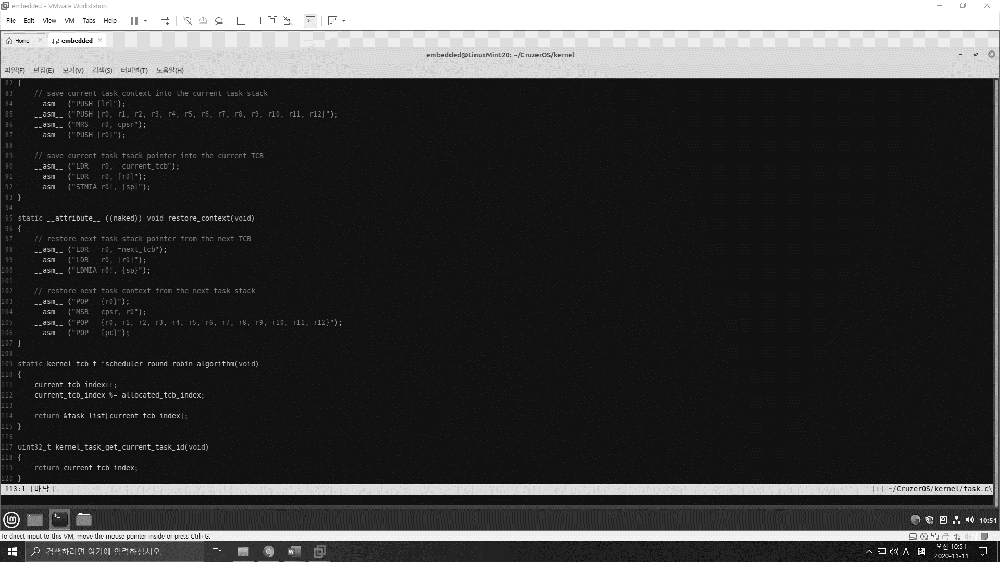 embedded - VMware Workstation
File Edit View VM Tabs Help
Home embedded
embedded@LinuxMint20: ~/CruzerOS/kernel
파일(F) 편집(E) 보기(V) 검색(S) 터미널(T) 도움말(H)
82 {
83     // save current task context into the current task stack
84     __asm__ ("PUSH {lr}");
85     __asm__ ("PUSH {r0, r1, r2, r3, r4, r5, r6, r7, r8, r9, r10, r11, r12}");
86     __asm__ ("MRS   r0, cpsr");
87     __asm__ ("PUSH {r0}");
88
89     // save current task tsack pointer into the current TCB
90     __asm__ ("LDR   r0, =current_tcb");
91     __asm__ ("LDR   r0, [r0]");
92     __asm__ ("STMIA r0!, {sp}");
93 }
94
95 static __attribute__ ((naked)) void restore_context(void)
96 {
97     // restore next task stack pointer from the next TCB
98     __asm__ ("LDR   r0, =next_tcb");
99     __asm__ ("LDR   r0, [r0]");
100     __asm__ ("LDMIA r0!, {sp}");
101
102     // restore next task context from the next task stack
103     __asm__ ("POP   {r0}");
104     __asm__ ("MSR   cpsr, r0");
105     __asm__ ("POP   {r0, r1, r2, r3, r4, r5, r6, r7, r8, r9, r10, r11, r12}");
106     __asm__ ("POP   {pc}");
107 }
108
109 static kernel_tcb_t *scheduler_round_robin_algorithm(void)
110 {
111     current_tcb_index++;
112     current_tcb_index %= allocated_tcb_index;
113
114     return &task_list[current_tcb_index];
115 }
116
117 uint32_t kernel_task_get_current_task_id(void)
118 {
119     return current_tcb_index;
120 }
113:1 [바닥] [+] ~/CruzerOS/kernel/task.c\
lm $_ 10:51
To direct input to this VM, move the mouse pointer inside or press Ctrl+G.
검색하려면 여기에 입력하십시오. W A 한 오전 10:51
2020-11-11